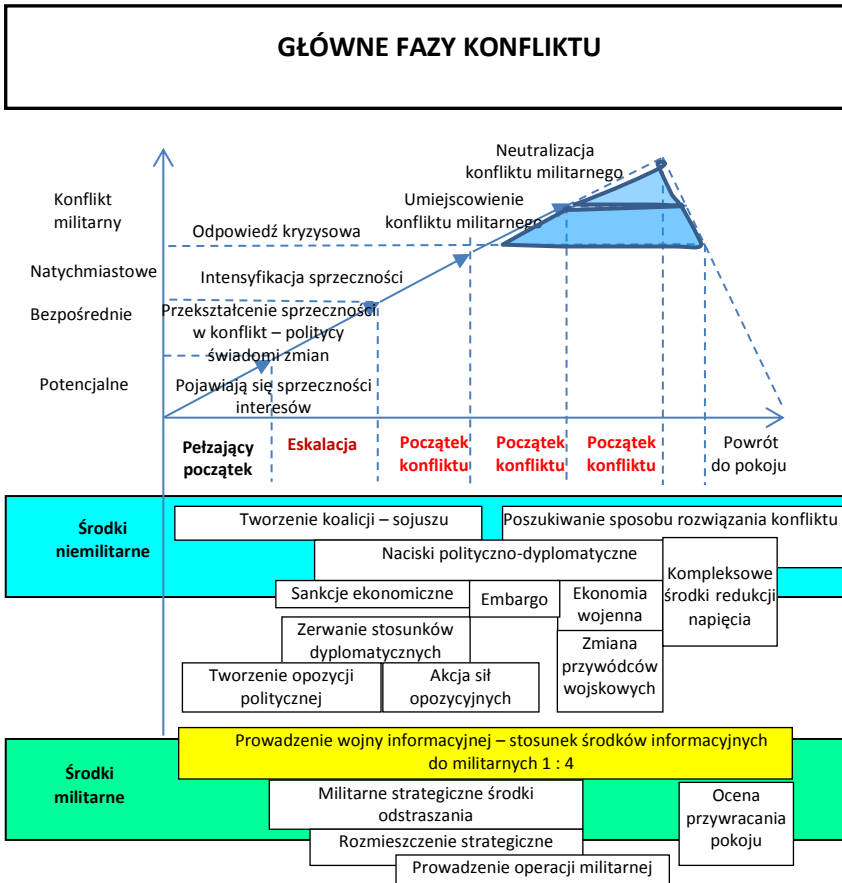 GŁÓWNE FAZY KONFLIKTU
Neutralizacja
konfliktu militarnego
Konflikt
militarny
Umiejscowienie
konfliktu militarnego
Odpowiedź kryzysowa
Natychmiastowe
Intensyfikacja sprzeczności
Bezpośrednie
Przekształcenie sprzeczności
w konflikt – politycy
świadomi zmian
Potencjalne
Pojawiają się sprzeczności
interesów
Pełzający
początek
Eskalacja
Początek
konfliktu
Początek
konfliktu
Początek
konfliktu
Powrót
do pokoju
Środki
niemilitarne
Tworzenie koalicji – sojuszu
Poszukiwanie sposobu rozwiązania konfliktu
Naciski polityczno-dyplomatyczne
Kompleksowe
środki redukcji
napięcia
Sankcje ekonomiczne
Embargo
Ekonomia
wojenna
Zerwanie stosunków
dyplomatycznych
Zmiana
przywódców
wojskowych
Tworzenie opozycji
politycznej
Akcja sił
opozycyjnych
Prowadzenie wojny informacyjnej – stosunek środków informacyjnych
do militarnych 1 : 4
Środki
militarne
Militarne strategiczne środki
odstraszania
Ocena
przywracania
pokoju
Rozmieszczenie strategiczne
Prowadzenie operacji militarnej